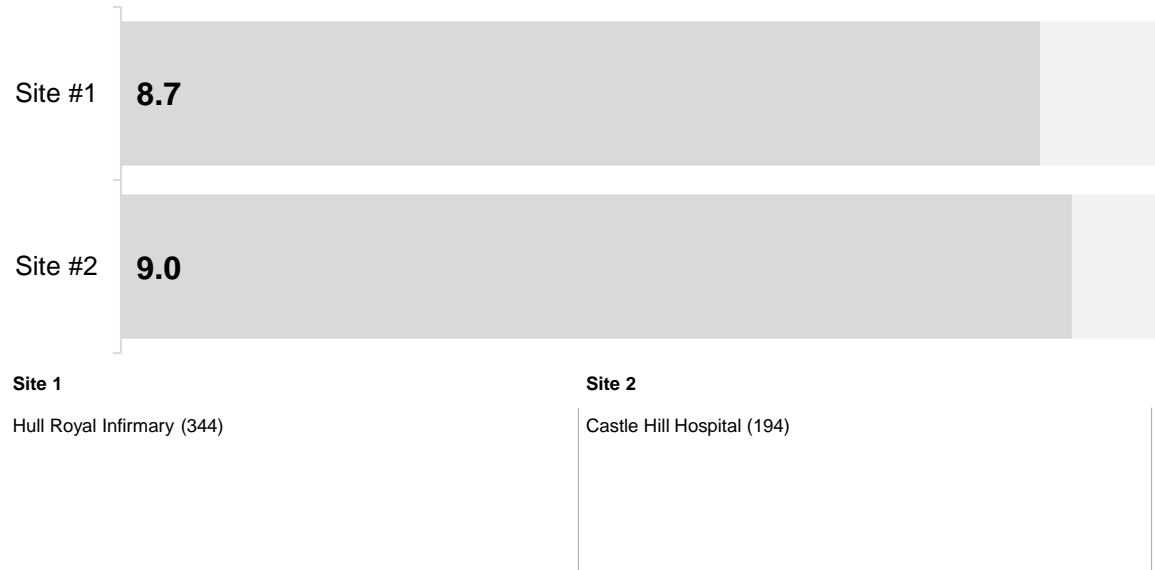 Site #1 8.7
Site #2 9.0
Site 1 Site 2
Hull Royal Infirmary (344) Castle Hill Hospital (194)